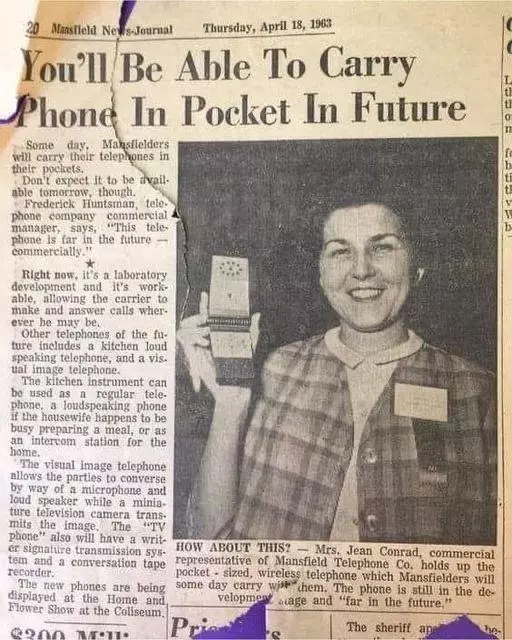 20 Mansfield News-Journal Thursday, April 18, 1963
You'll Be Able To Carry
Phone In Pocket In Future
Some day, Mansfielders
will carry their telephones in
their pockets.
Don't expect it to be avail-
able tomorrow, though.
Frederick Huntsman, tele-
phone company commercial
manager, says, "This tele-
phone is far in the future —
commercially."
★
Right now, it's a laboratory
development and it's work-
able, allowing the carrier to
make and answer calls wher-
ever he may be.
Other telephones of the fu-
ture includes a kitchen loud
speaking telephone, and a vis-
ual image telephone.
The kitchen instrument can
be used as a regular tele-
phone, a loudspeaking phone
if the housewife happens to be
busy preparing a meal, or as
an intercom station for the
home.
The visual image telephone
allows the parties to converse
by way of a microphone and
loud speaker while a minia-
ture television camera trans-
mits the image. The "TV
phone" also will have a writ-
er signature transmission sys-
tem and a conversation tape
recorder.
The new phones are being
displayed at the Home and
Flower Show at the Coliseum.
HOW ABOUT THIS? — Mrs. Jean Conrad, commercial
representative of Mansfield Telephone Co. holds up the
pocket - sized, wireless telephone which Mansfielders will
some day carry with them. The phone is still in the de-
velopment stage and "far in the future."
The sheriff